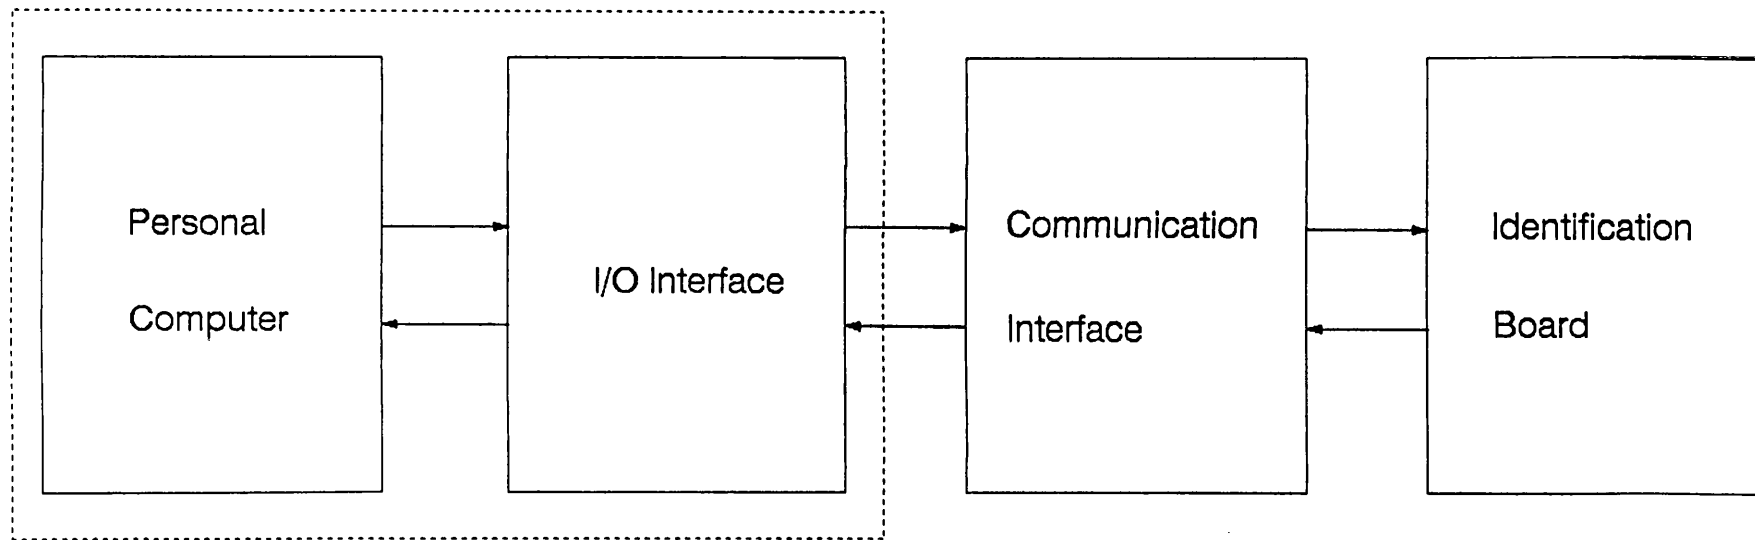 Personal
Computer
I/O Interface
Communication
Interface
Identification
Board